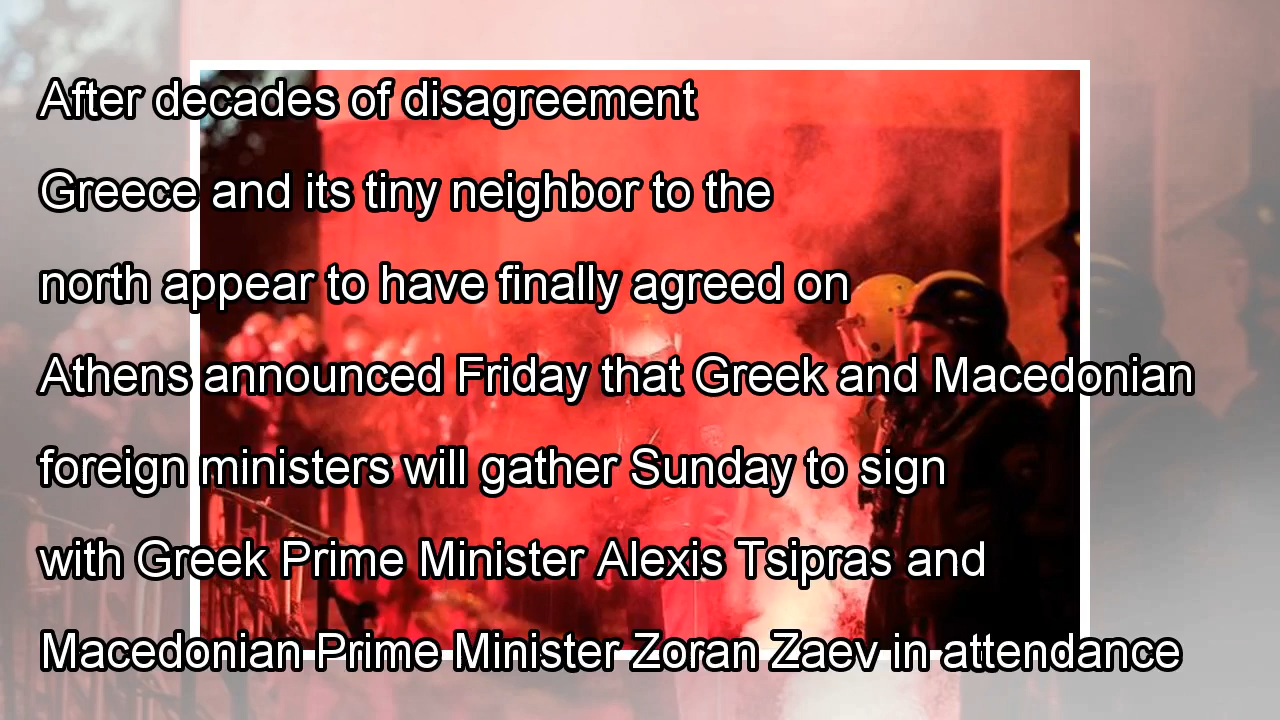 After decades of disagreement
Greece and its tiny neighbor to the
north appear to have finally agreed on
Athens announced Friday that Greek and Macedonian
foreign ministers will gather Sunday to sign
with Greek Prime Minister Alexis Tsipras and
Macedonian Prime Minister Zoran Zaev in attendance